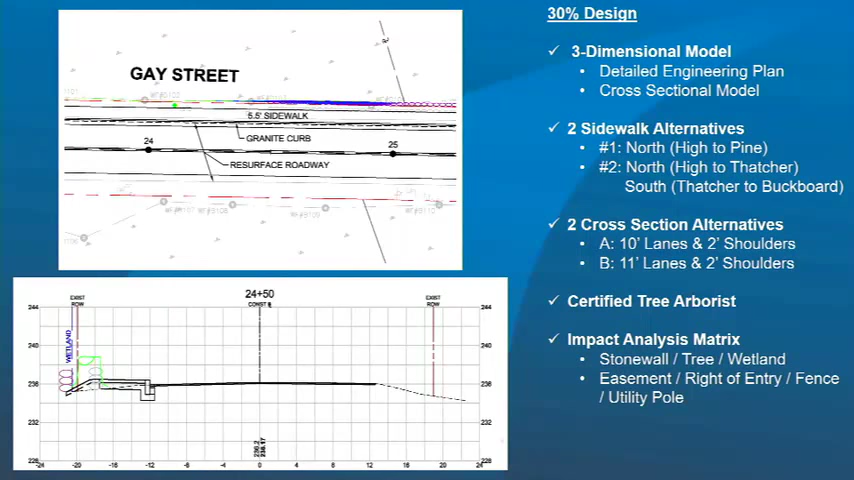 GAY STREET
5.5' SIDEWALK
GRANITE CURB
24
25
RESURFACE ROADWAY
24+50
CONST
EXIST
ROW
EXIST
ROW
WETLAND
244 244
240 240
236 236
232 232
228 228
236.17
-24 -20 -16 -12 -8 -4 0 4 8 12 16 20 24
30% Design
✓ 3-Dimensional Model
• Detailed Engineering Plan
• Cross Sectional Model
✓ 2 Sidewalk Alternatives
• #1: North (High to Pine)
• #2: North (High to Thatcher)
South (Thatcher to Buckboard)
✓ 2 Cross Section Alternatives
• A: 10' Lanes & 2' Shoulders
• B: 11' Lanes & 2' Shoulders
✓ Certified Tree Arborist
✓ Impact Analysis Matrix
• Stonewall / Tree / Wetland
• Easement / Right of Entry / Fence
/ Utility Pole